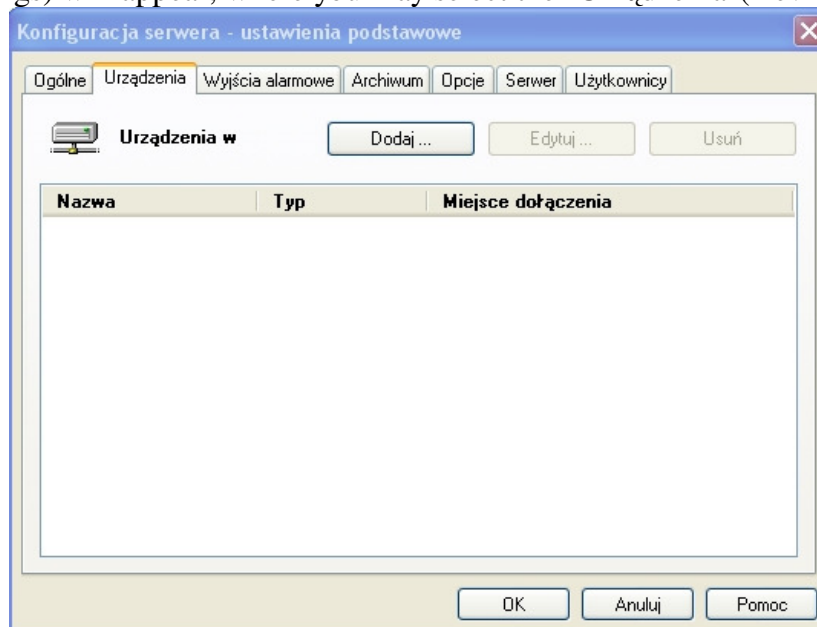 Konfiguracja serwera - ustawienia podstawowe
Ogólne Urządzenia Wyjścia alarmowe Archiwum Opcje Serwer Użytkownicy
Urządzenia w Dodaj ... Edytuj ... Usuń
Nazwa Typ Miejsce dołączenia
OK Anuluj Pomoc